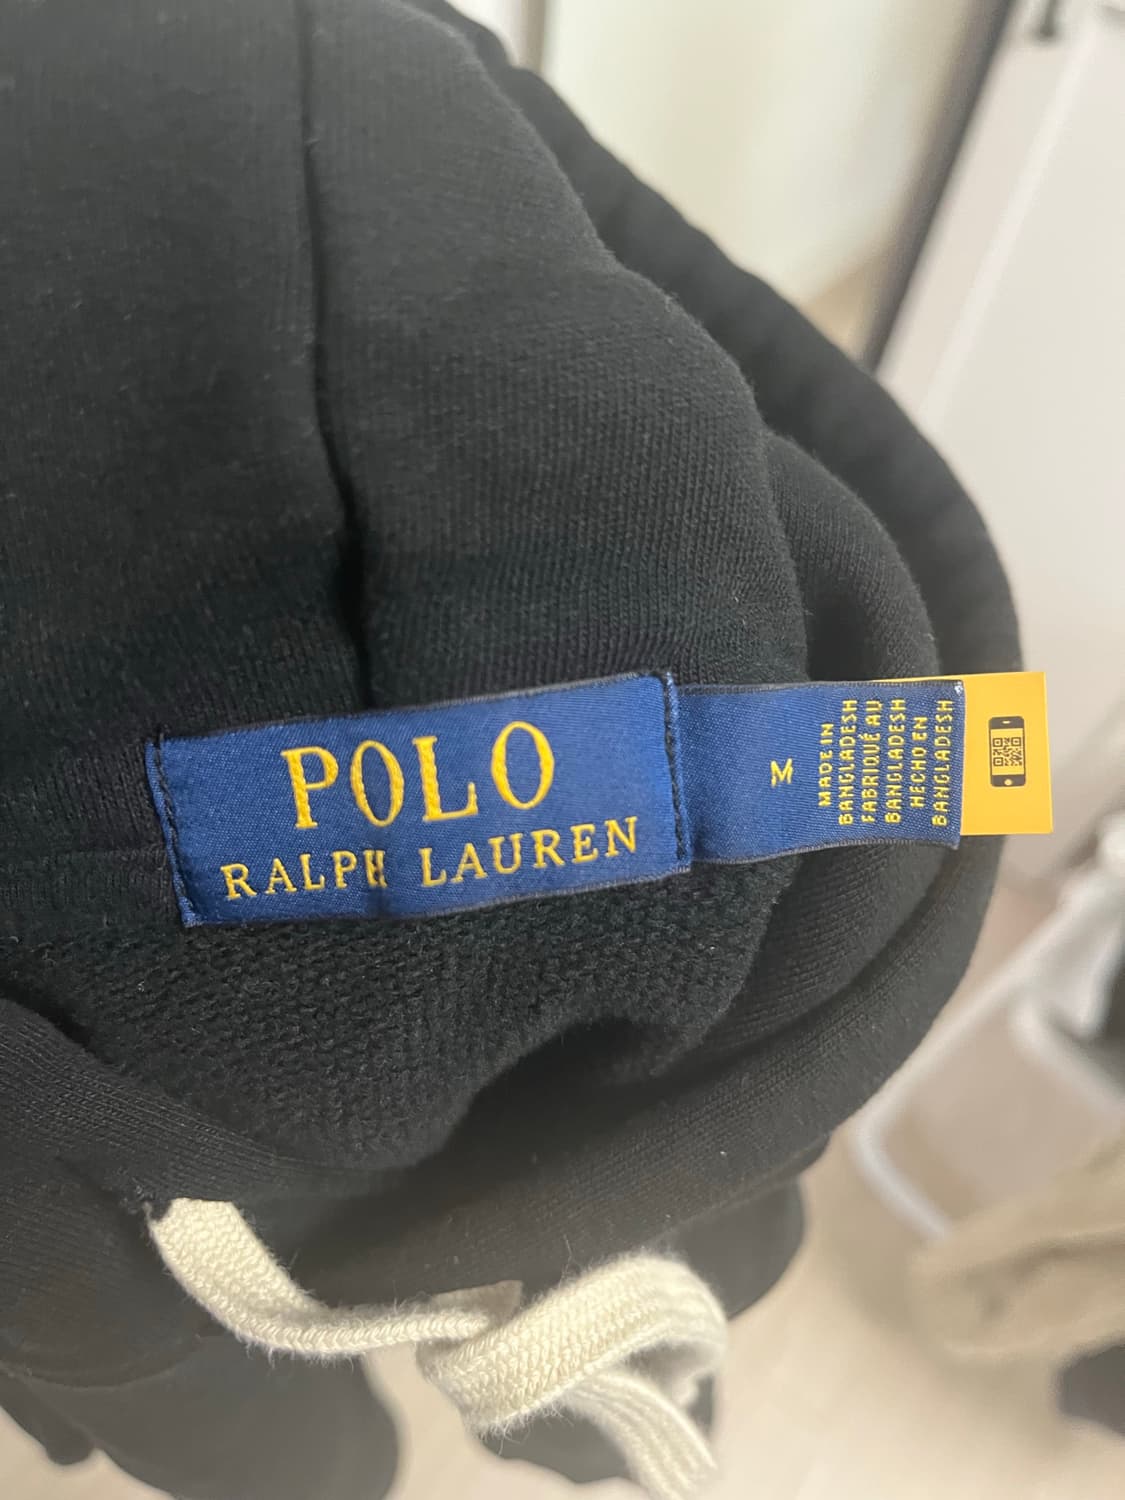 POLO
RALPH LAUREN
M
MADE IN
BANGLADESH
FABRIQUÉ AU
BANGLADESH
HECHO EN
BANGLADESH